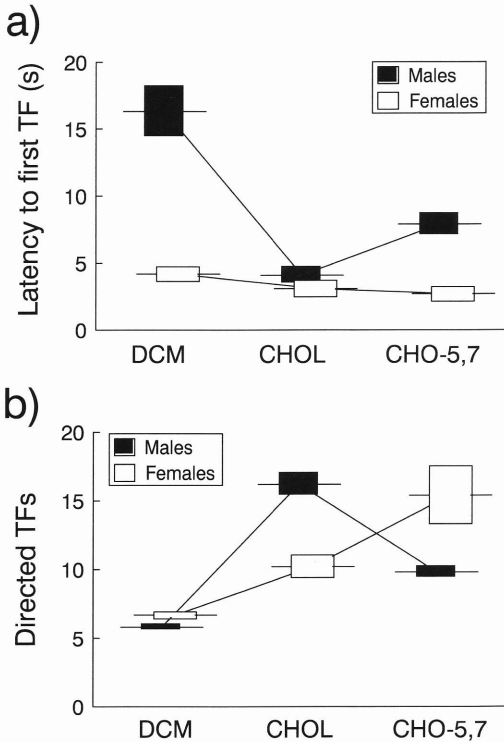 a)
Latency to first TF (s)
20
15
10
5
0
Males
Females
DCM CHOL CHO-5,7
b)
Directed TFs
20
15
10
5
0
Males
Females
DCM CHOL CHO-5,7